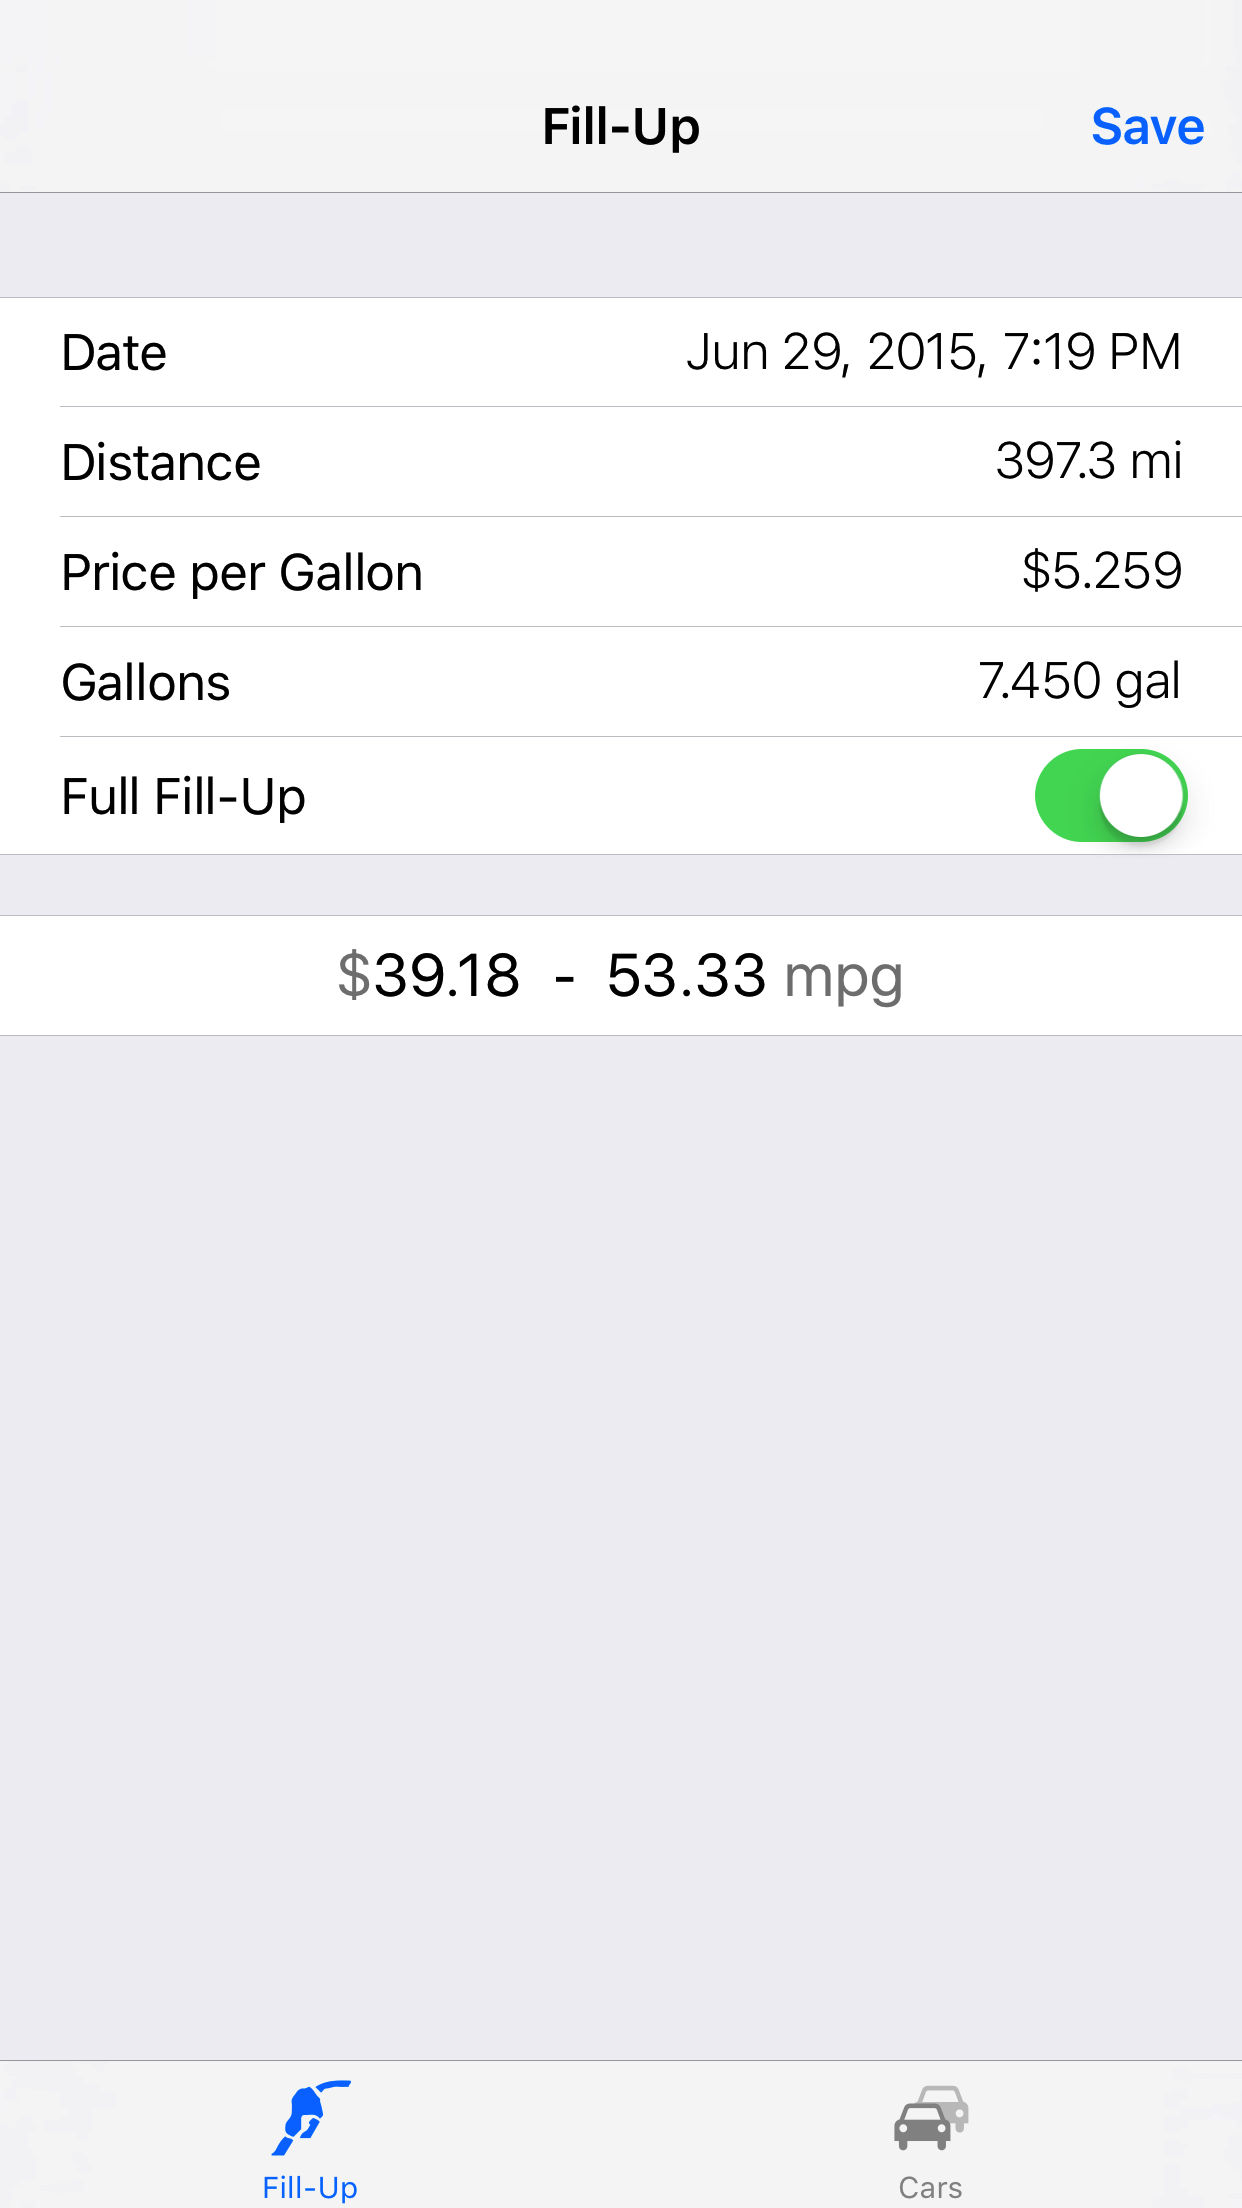 Fill-Up Save
Date Jun 29, 2015, 7:19 PM
Distance 397.3 mi
Price per Gallon $5.259
Gallons 7.450 gal
Full Fill-Up
$39.18 - 53.33 mpg
Fill-Up Cars